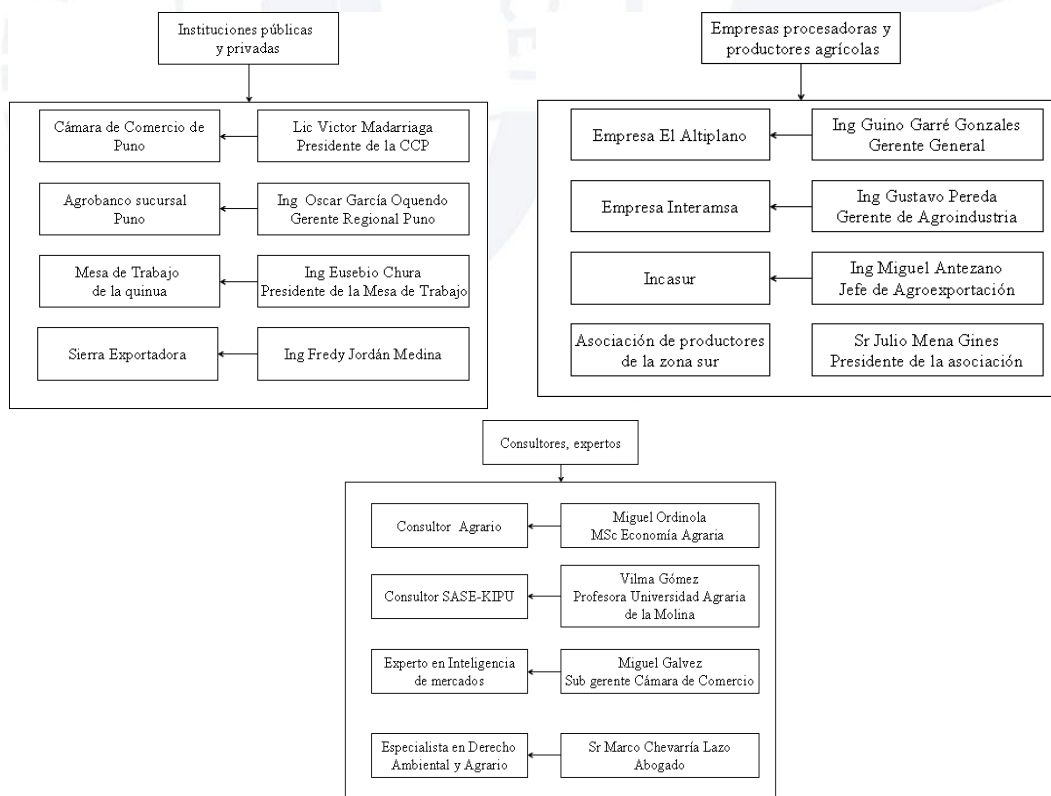 Instituciones públicas
y privadas
Cámara de Comercio de
Puno
Lic Victor Madarriaga
Presidente de la CCP
Agrobanco sucursal
Puno
Ing Oscar García Oquendo
Gerente Regional Puno
Mesa de Trabajo
de la quinua
Ing Eusebio Chura
Presidente de la Mesa de Trabajo
Sierra Exportadora
Ing Fredy Jordán Medina
Empresas procesadoras y
productores agrícolas
Empresa El Altiplano
Ing Guino Garré Gonzales
Gerente General
Empresa Interamsa
Ing Gustavo Pereda
Gerente de Agroindustria
Incasur
Ing Miguel Antezano
Jefe de Agroexportación
Asociación de productores
de la zona sur
Sr Julio Mena Gines
Presidente de la asociación
Consultores, expertos
Consultor Agrario
Miguel Ordinola
MSc Economía Agraria
Consultor SASE-KIPU
Vilma Gómez
Profesora Universidad Agraria
de la Molina
Experto en Inteligencia
de mercados
Miguel Galvez
Sub gerente Cámara de Comercio
Especialista en Derecho
Ambiental y Agrario
Sr Marco Chevarría Lazo
Abogado